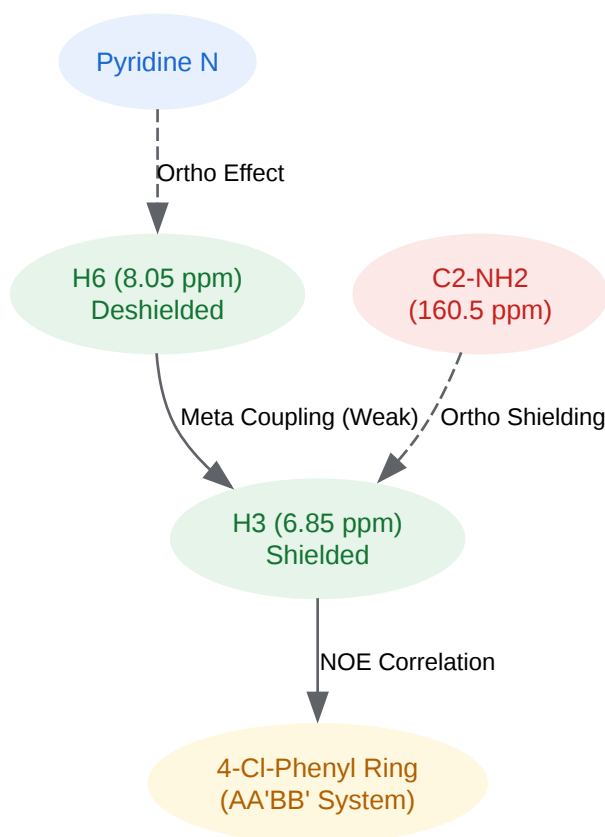 Pyridine N
Ortho Effect
H6 (8.05 ppm)
Deshielded
C2-NH2
(160.5 ppm)
Meta Coupling (Weak)
Ortho Shielding
H3 (6.85 ppm)
Shielded
NOE Correlation
4-Cl-Phenyl Ring
(AA'BB' System)